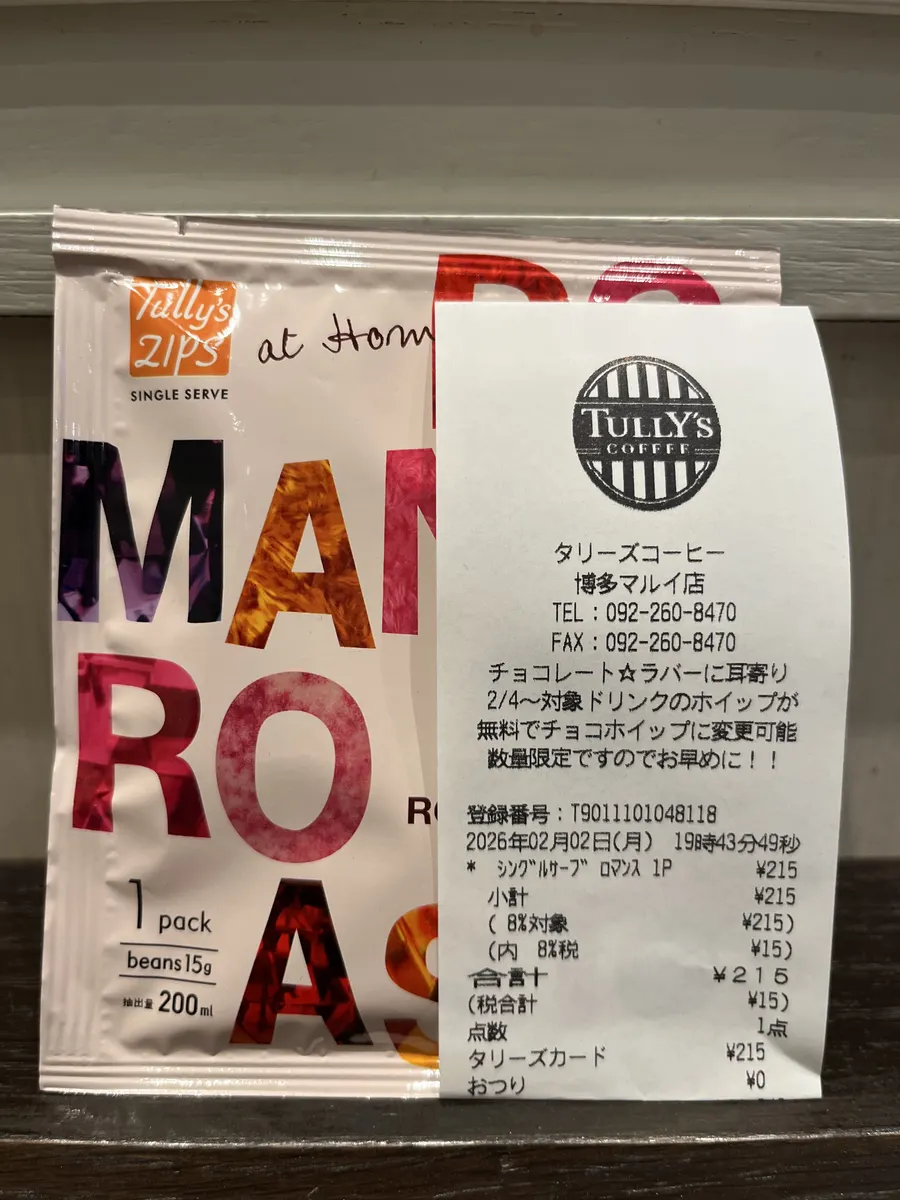 Tully's
ZIPS
at Hom
SINGLE SERVE
RO
MAN
RO
AS
1 pack
beans15g
抽出量 200ml
TULLY'S
COFFEE
タリーズコーヒー
博多マルイ店
TEL：092-260-8470
FAX：092-260-8470
チョコレート☆ラバーに耳寄り
2/4～対象ドリンクのホイップが
無料でチョコホイップに変更可能
数量限定ですのでお早めに！！
登録番号：T9011101048118
2026年02月02日(月) 19時43分49秒
* ｼﾝｸﾞﾙｻｰﾌﾞ ﾛﾏﾝｽ 1P ¥215
小計 ¥215
( 8%対象 ¥215)
(内 8%税 ¥15)
合計 ¥215
(税合計 ¥15)
点数 1点
タリーズカード ¥215
おつり ¥0